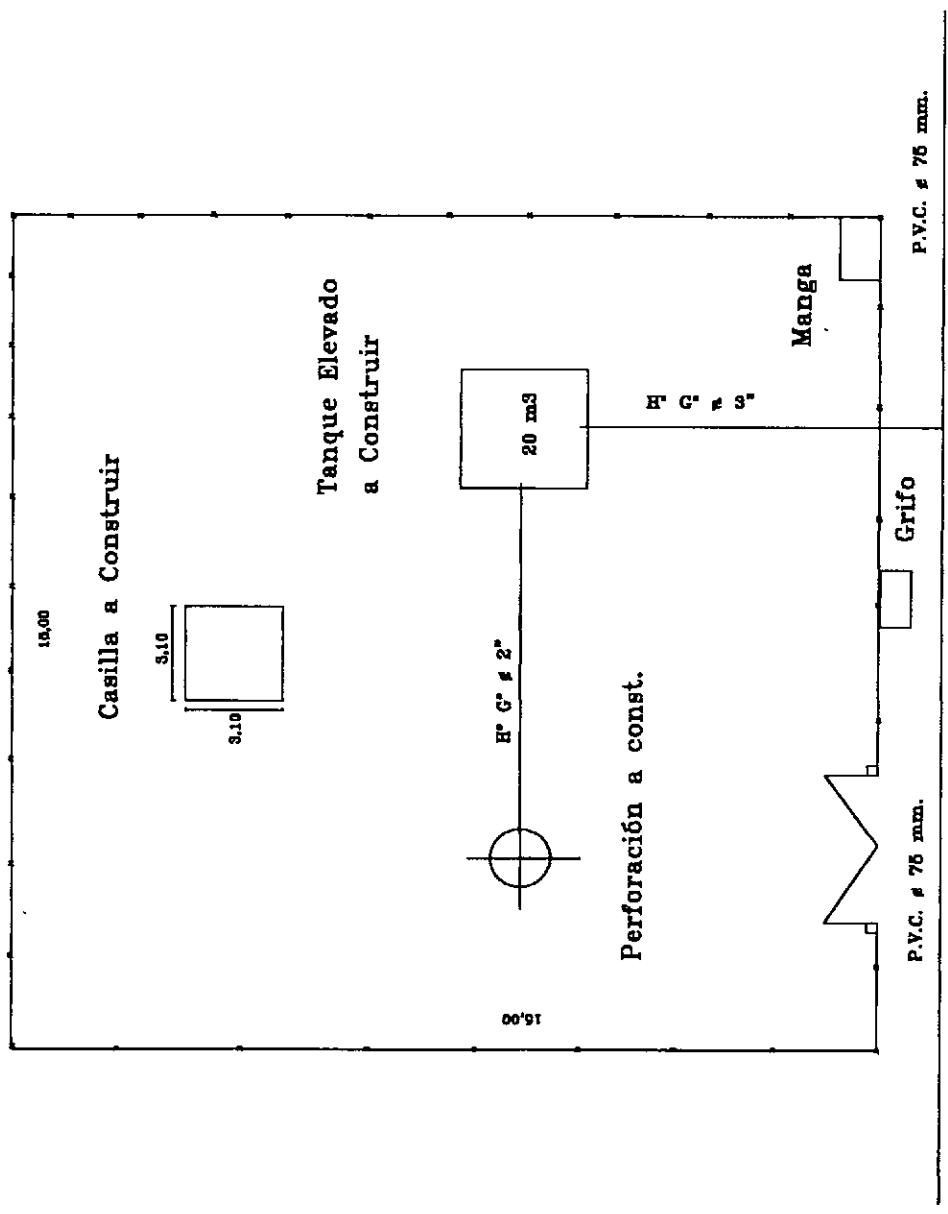 15,00
Casilla a Construir
3,10
3,10
Tanque Elevado
a Construir
20 m3
H° G° ø 2"
15,00
Perforación a const.
H° G° ø 3"
Manga
Grifo
P.V.C. ø 75 mm.
P.V.C. ø 75 mm.